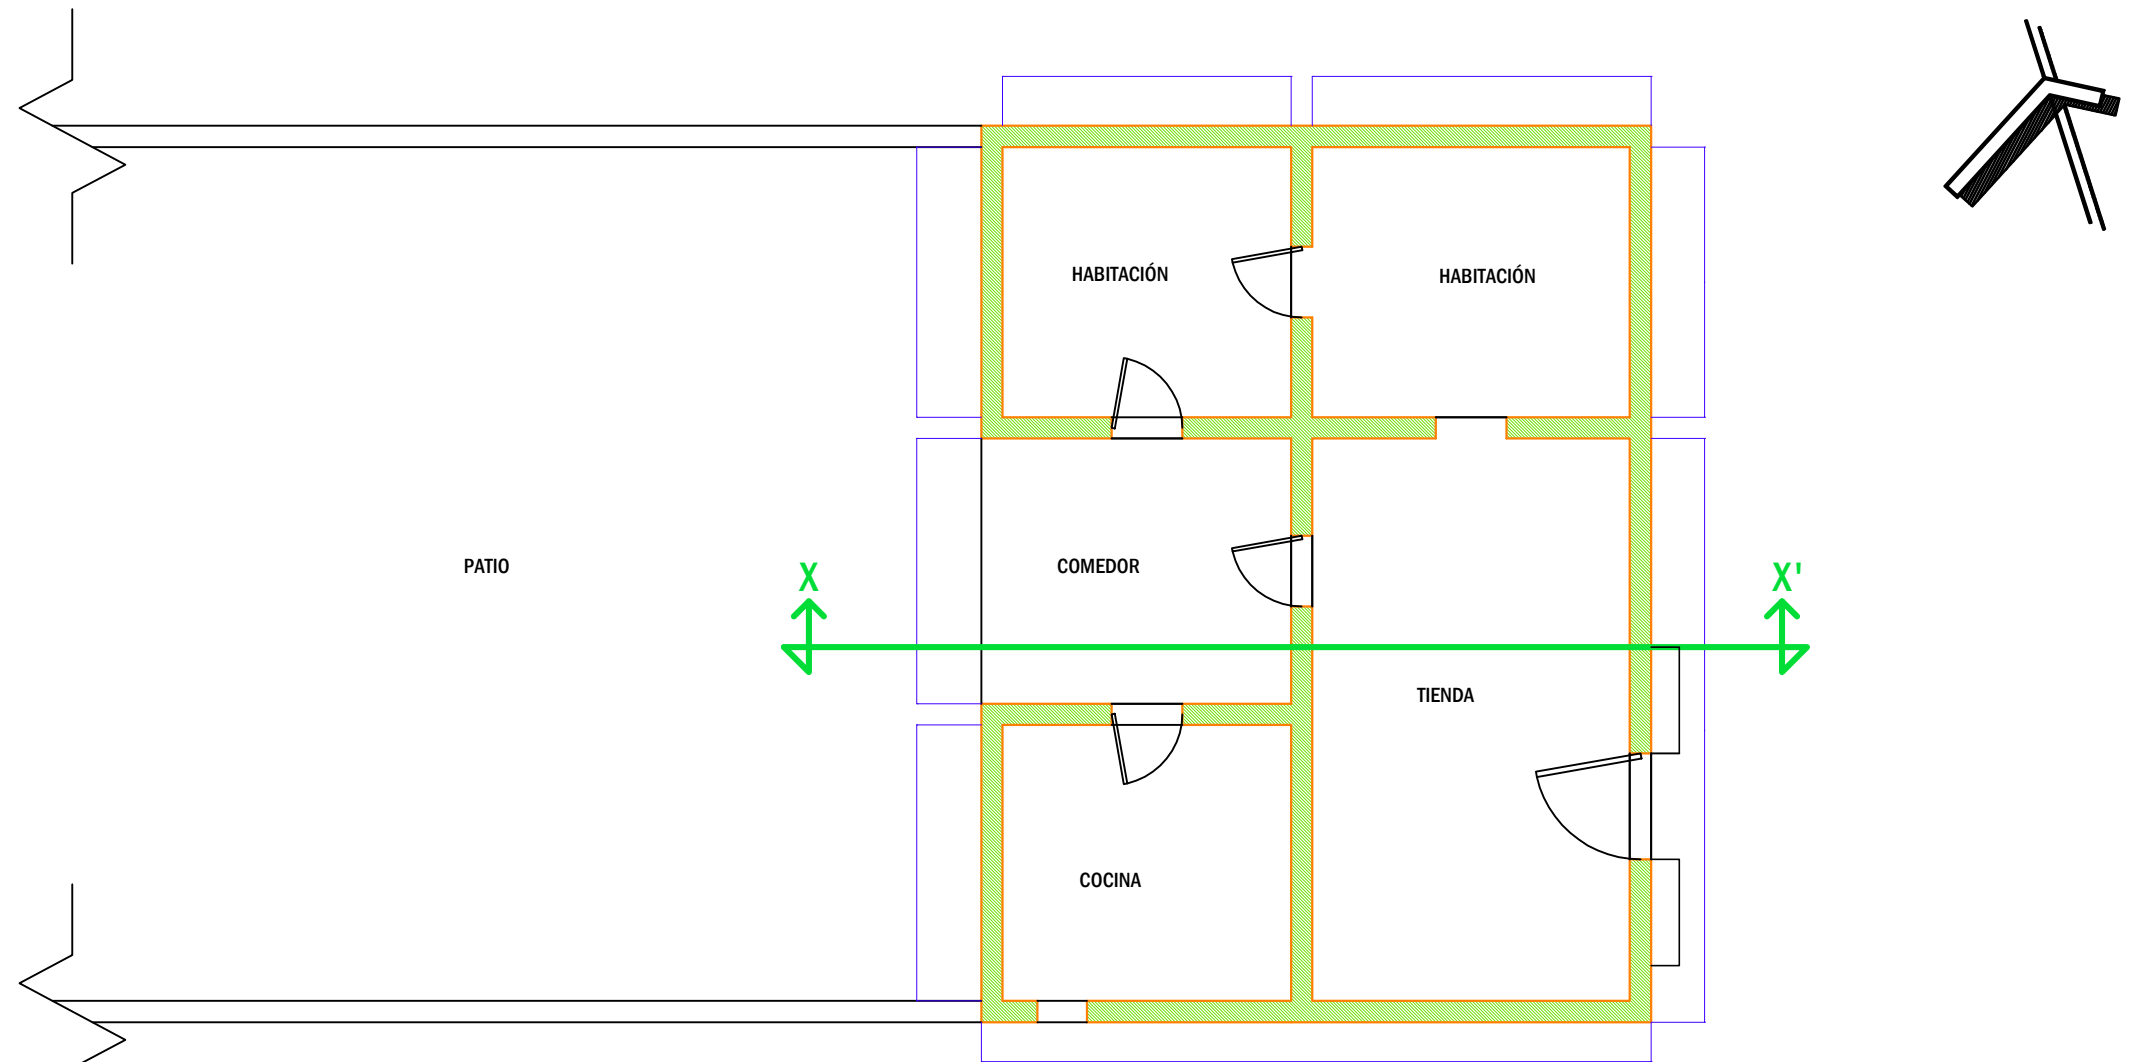 HABITACIÓN
HABITACIÓN
PATIO
COMEDOR
X
X'
TIENDA
COCINA